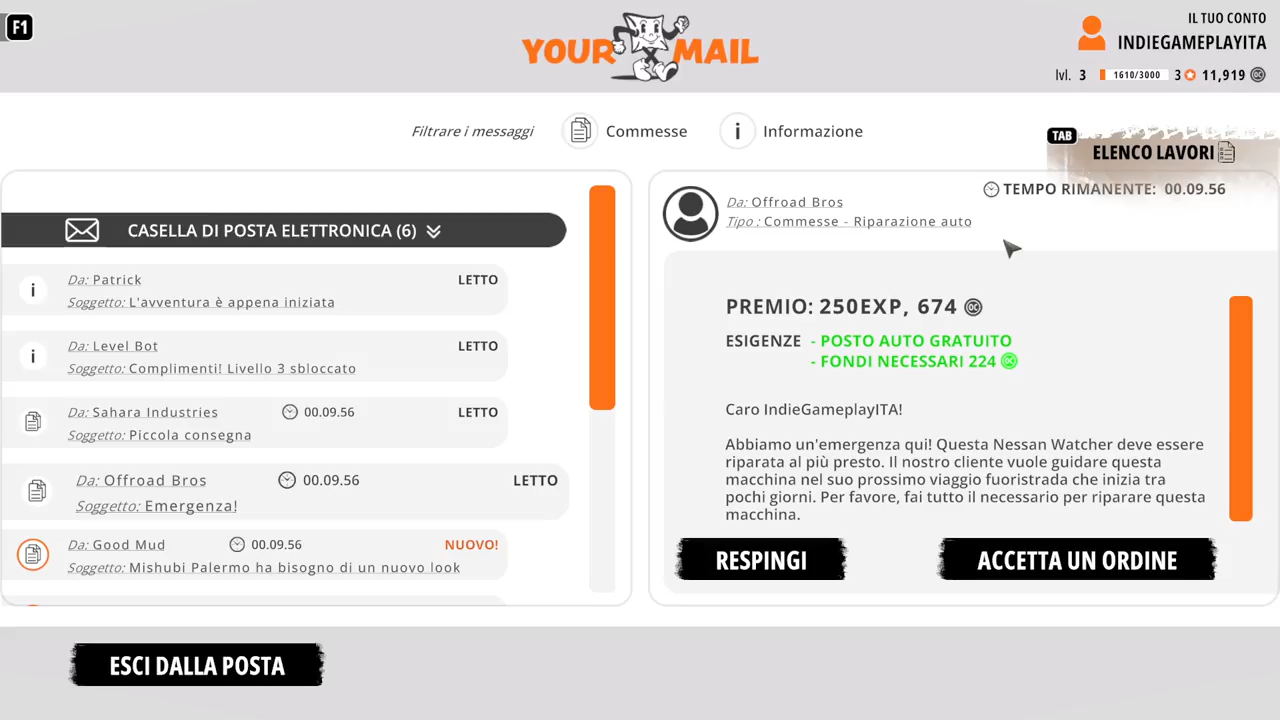 F1
YOUR MAIL
IL TUO CONTO
INDIEGAMEPLAYITA
lvl. 3 1610/3000 3 11,919 OC
Filtrare i messaggi
Commesse
i Informazione
TAB
ELENCO LAVORI
CASELLA DI POSTA ELETTRONICA (6)
i
Da: Patrick
LETTO
Soggetto: L'avventura è appena iniziata
i
Da: Level Bot
LETTO
Soggetto: Complimenti! Livello 3 sbloccato
Da: Sahara Industries
00.09.56
LETTO
Soggetto: Piccola consegna
Da: Offroad Bros
00.09.56
LETTO
Soggetto: Emergenza!
Da: Good Mud
00.09.56
NUOVO!
Soggetto: Mishubi Palermo ha bisogno di un nuovo look
TEMPO RIMANENTE: 00.09.56
Da: Offroad Bros
Tipo : Commesse - Riparazione auto
PREMIO: 250EXP, 674 OC
ESIGENZE - POSTO AUTO GRATUITO
- FONDI NECESSARI 224 OC
Caro IndieGameplayITA!
Abbiamo un'emergenza qui! Questa Nessan Watcher deve essere
riparata al più presto. Il nostro cliente vuole guidare questa
macchina nel suo prossimo viaggio fuoristrada che inizia tra
pochi giorni. Per favore, fai tutto il necessario per riparare questa
macchina.
RESPINGI
ACCETTA UN ORDINE
ESCI DALLA POSTA